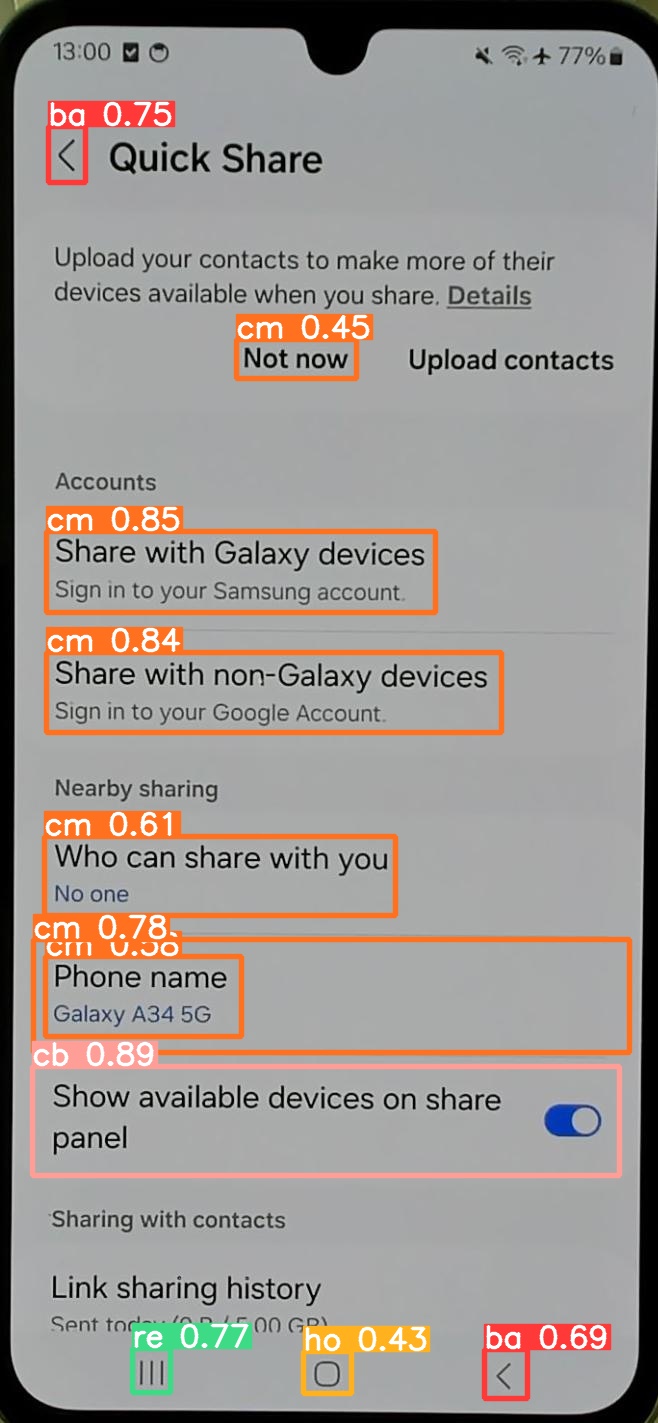 13:00 77%
ba 0.75
Quick Share
Upload your contacts to make more of their
devices available when you share. Details
cm 0.45
Not now Upload contacts
Accounts
cm 0.85
Share with Galaxy devices
Sign in to your Samsung account.
cm 0.84
Share with non-Galaxy devices
Sign in to your Google Account.
Nearby sharing
cm 0.61
Who can share with you
No one
cm 0.78
cm 0.58
Phone name
Galaxy A34 5G
cb 0.89
Show available devices on share
panel
Sharing with contacts
Link sharing history
Sent today (0 B / 5.00 GB)
re 0.77 ho 0.43 ba 0.69